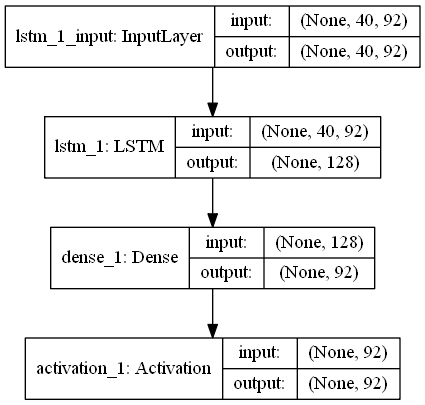 lstm_1_input: InputLayer
input: (None, 40, 92)
output: (None, 40, 92)
lstm_1: LSTM
input: (None, 40, 92)
output: (None, 128)
dense_1: Dense
input: (None, 128)
output: (None, 92)
activation_1: Activation
input: (None, 92)
output: (None, 92)